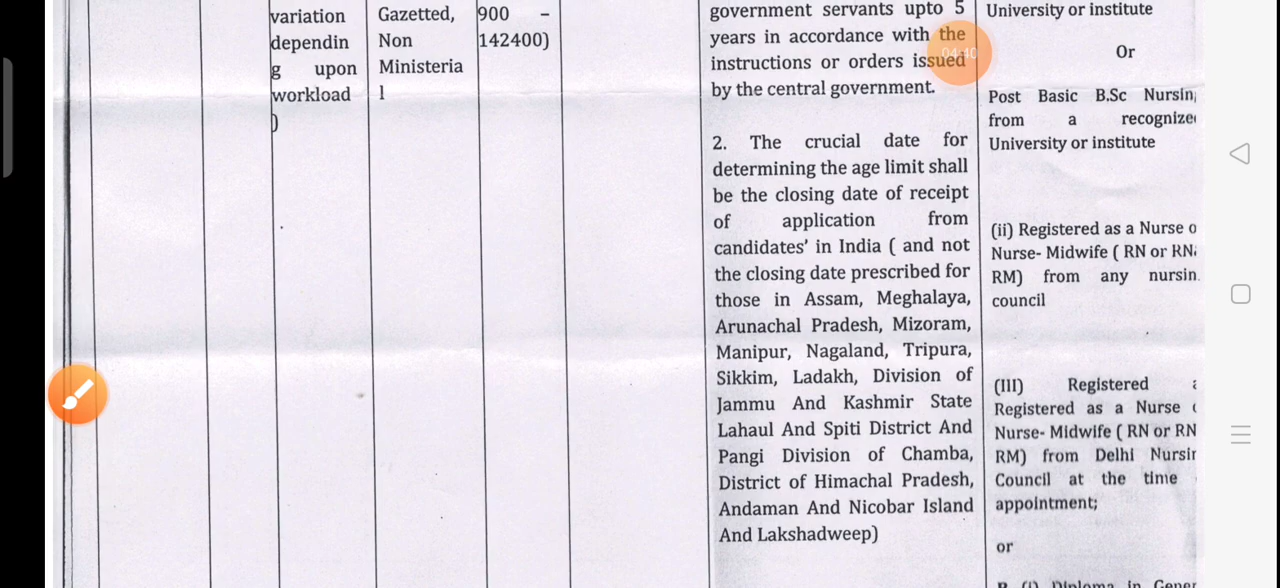 variation
dependin
g upon
workload
)
Gazetted,
Non
Ministeria
l
900 –
142400)
government servants upto 5
years in accordance with the
instructions or orders issued
by the central government.
2. The crucial date for
determining the age limit shall
be the closing date of receipt
of application from
candidates’ in India ( and not
the closing date prescribed for
those in Assam, Meghalaya,
Arunachal Pradesh, Mizoram,
Manipur, Nagaland, Tripura,
Sikkim, Ladakh, Division of
Jammu And Kashmir State
Lahaul And Spiti District And
Pangi Division of Chamba,
District of Himachal Pradesh,
Andaman And Nicobar Island
And Lakshadweep)
University or institute
Or
Post Basic B.Sc Nursin
from a recognize
University or institute
(ii) Registered as a Nurse o
Nurse- Midwife ( RN or RN
RM) from any nursin
council
(III) Registered
Registered as a Nurse
Nurse- Midwife ( RN or RN
RM) from Delhi Nursin
Council at the time
appointment;
or
B (i) Diploma in Gener
04:40